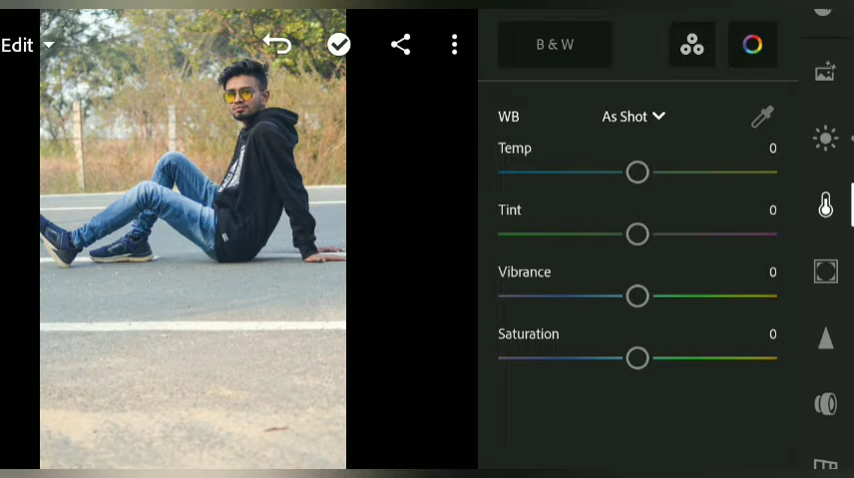 Edit
B & W
WB As Shot
Temp 0
Tint 0
Vibrance 0
Saturation 0